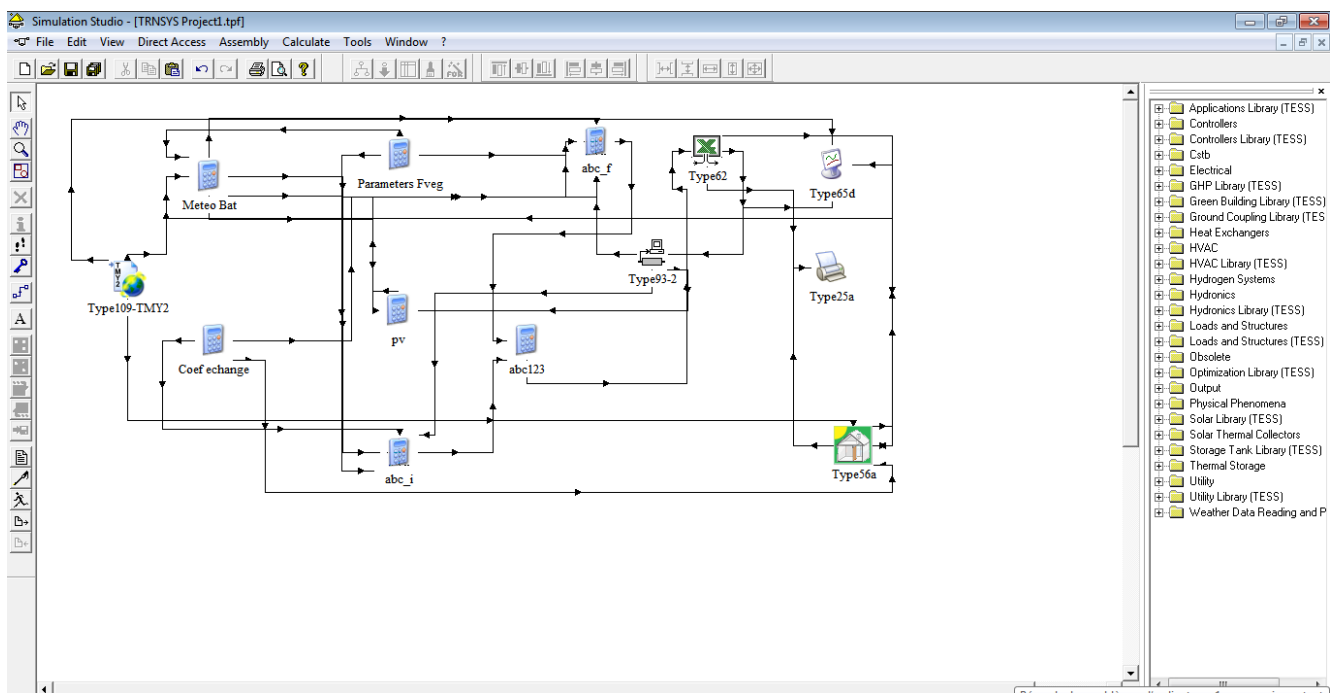 Simulation Studio - [TRNSYS Project1.tpf]
File Edit View Direct Access Assembly Calculate Tools Window ?
FOR
A
Meteo Bat
Parameters Fveg
abc_f
Type62
Type65d
TMY2
Type109-TMY2
Type93-2
Type25a
pv
Coef echange
abc123
abc_i
Type56a
Applications Library (TESS)
Controllers
Controllers Library (TESS)
Cstb
Electrical
GHP Library (TESS)
Green Building Library (TESS)
Ground Coupling Library (TES
Heat Exchangers
HVAC
HVAC Library (TESS)
Hydrogen Systems
Hydronics
Hydronics Library (TESS)
Loads and Structures
Loads and Structures (TESS)
Obsolete
Optimization Library (TESS)
Output
Physical Phenomena
Solar Library (TESS)
Solar Thermal Collectors
Storage Tank Library (TESS)
Thermal Storage
Utility
Utility Library (TESS)
Weather Data Reading and P